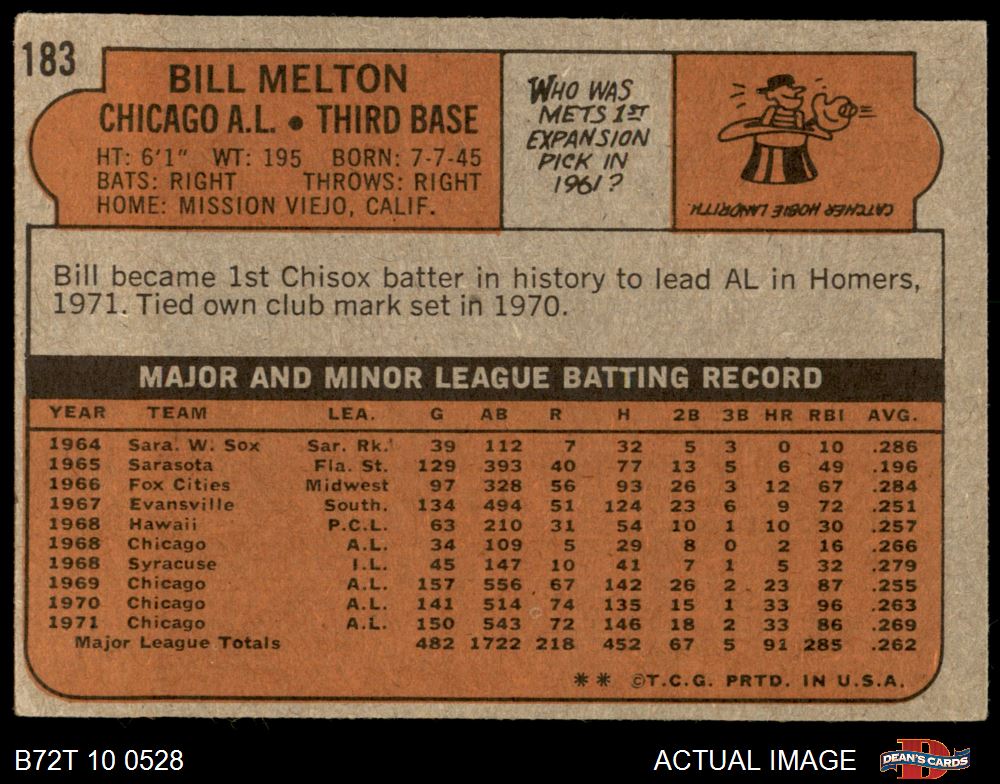 183
BILL MELTON
CHICAGO A.L. • THIRD BASE
HT: 6'1" WT: 195 BORN: 7-7-45
BATS: RIGHT THROWS: RIGHT
HOME: MISSION VIEJO, CALIF.
WHO WAS
METS 1ST
EXPANSION
PICK IN
1961?
CATCHER HOBIE LANDRITH.
Bill became 1st Chisox batter in history to lead AL in Homers,
1971. Tied own club mark set in 1970.
MAJOR AND MINOR LEAGUE BATTING RECORD
YEAR TEAM LEA. G AB R H 2B 3B HR RBI AVG.
1964 Sara. W. Sox Sar. Rk. 39 112 7 32 5 3 0 10 .286
1965 Sarasota Fla. St. 129 393 40 77 13 5 6 49 .196
1966 Fox Cities Midwest 97 328 56 93 26 3 12 67 .284
1967 Evansville South. 134 494 51 124 23 6 9 72 .251
1968 Hawaii P.C.L. 63 210 31 54 10 1 10 30 .257
1968 Chicago A.L. 34 109 5 29 8 0 2 16 .266
1968 Syracuse I.L. 45 147 10 41 7 1 5 32 .279
1969 Chicago A.L. 157 556 67 142 26 2 23 87 .255
1970 Chicago A.L. 141 514 74 135 15 1 33 96 .263
1971 Chicago A.L. 150 543 72 146 18 2 33 86 .269
Major League Totals 482 1722 218 452 67 5 91 285 .262
** ©T.C.G. PRTD. IN U.S.A.
B72T 10 0528
ACTUAL IMAGE
D
DEAN'S CARDS